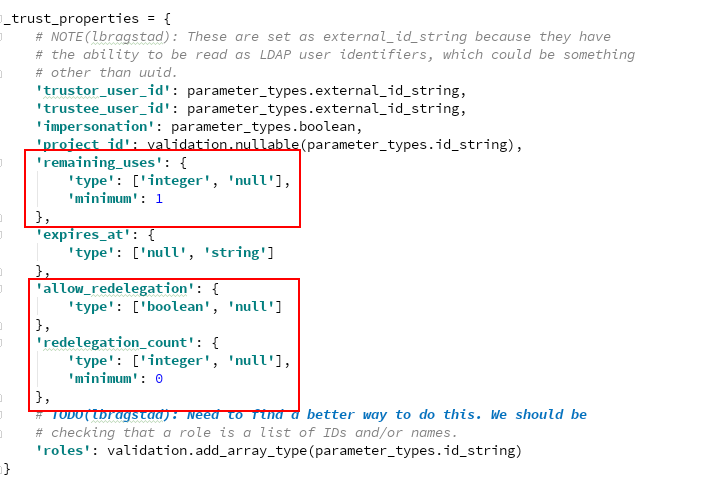 _trust_properties = {
    # NOTE(lbragstad): These are set as external_id_string because they have
    # the ability to be read as LDAP user identifiers, which could be something
    # other than uuid.
    'trustor_user_id': parameter_types.external_id_string,
    'trustee_user_id': parameter_types.external_id_string,
    'impersonation': parameter_types.boolean,
    'project_id': validation.nullable(parameter_types.id_string),
    'remaining_uses': {
        'type': ['integer', 'null'],
        'minimum': 1
    },
    'expires_at': {
        'type': ['null', 'string']
    },
    'allow_redelegation': {
        'type': ['boolean', 'null']
    },
    'redelegation_count': {
        'type': ['integer', 'null'],
        'minimum': 0
    },
    # TODO(lbragstad): Need to find a better way to do this. We should be
    # checking that a role is a list of IDs and/or names.
    'roles': validation.add_array_type(parameter_types.id_string)
}